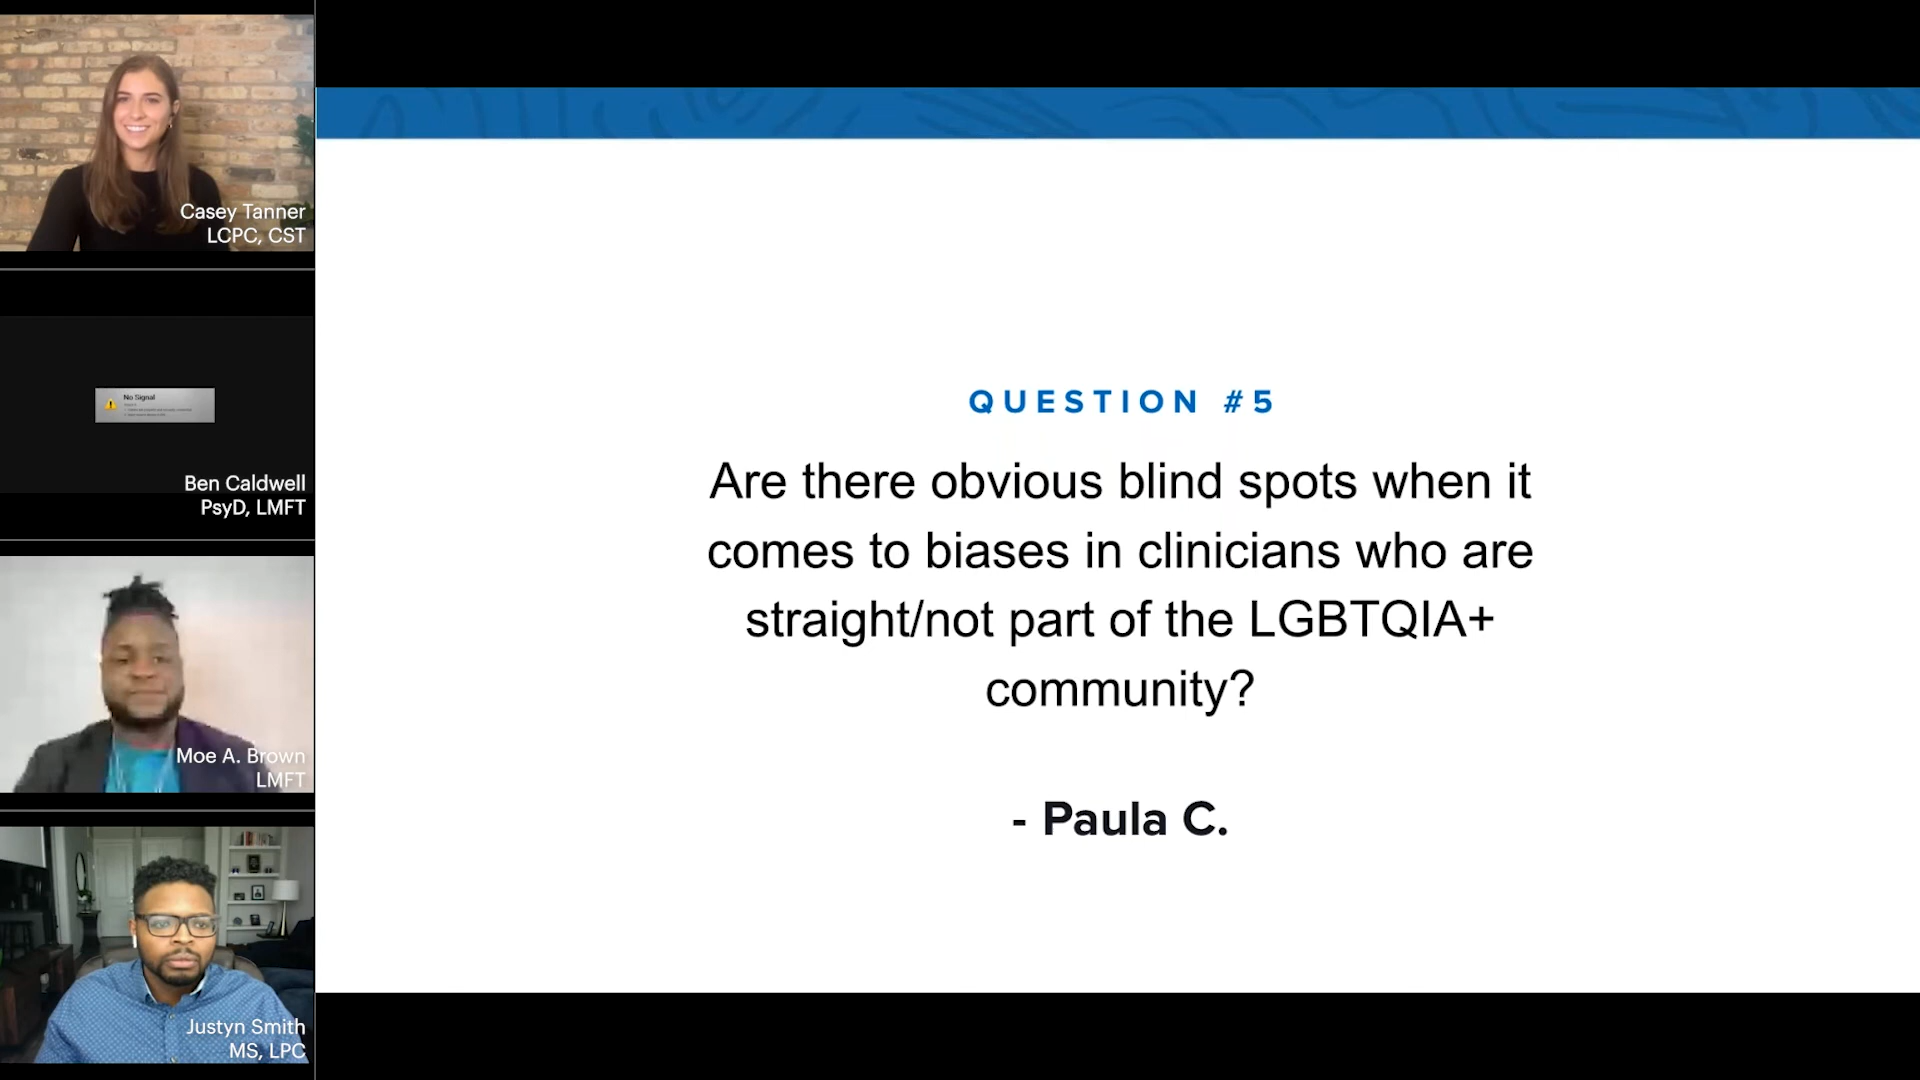 Casey Tanner
LCPC, CST
No Signal
Ben Caldwell
PsyD, LMFT
Moe A. Brown
LMFT
Justyn Smith
MS, LPC
QUESTION #5
Are there obvious blind spots when it
comes to biases in clinicians who are
straight/not part of the LGBTQIA+
community?
- Paula C.